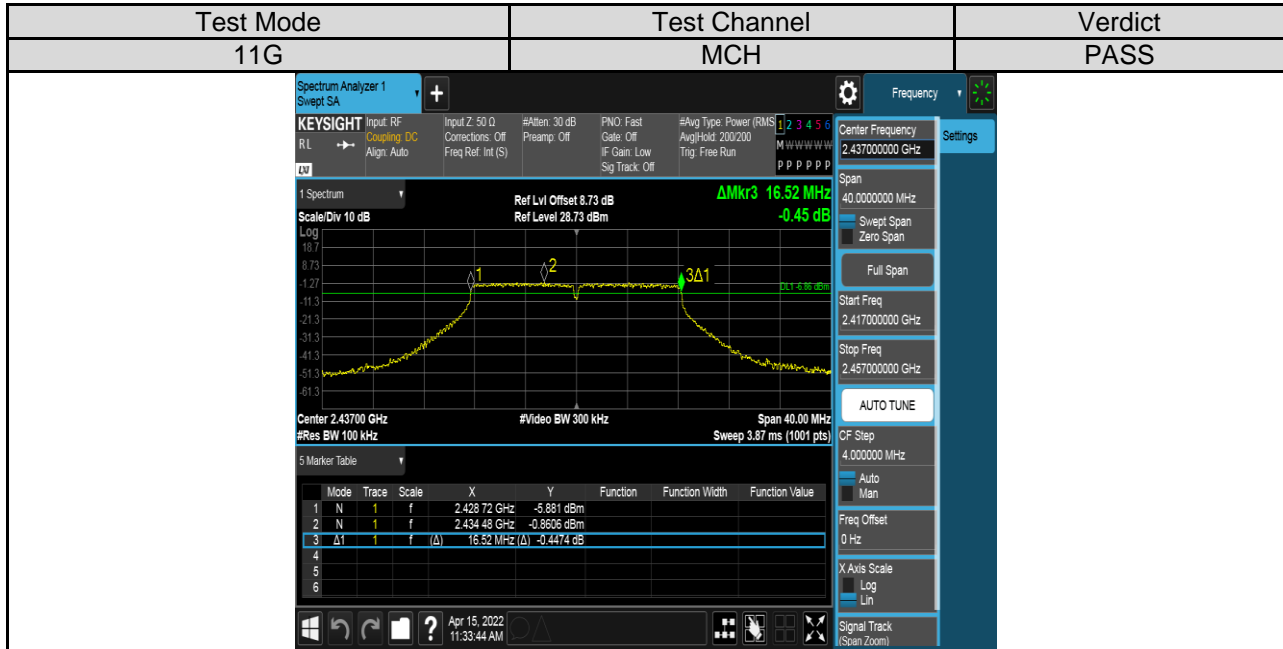 Test Mode Test Channel Verdict
11G MCH PASS
Spectrum Analyzer 1
Swept SA
+
Frequency
KEYSIGHT Input: RF Input Z: 50 Ω #Atten: 30 dB PNO: Fast #Avg Type: Power (RMS 1 2 3 4 5 6
RL Coupling: DC Corrections: Off Preamp: Off Gate: Off Avg|Hold: 200/200 M W W W W W
Align: Auto Freq Ref: Int (S) IF Gain: Low Trig: Free Run
LXI Sig Track: Off P P P P P P
Center Frequency
2.437000000 GHz
Settings
1 Spectrum
Ref Lvl Offset 8.73 dB ΔMkr3 16.52 MHz
Scale/Div 10 dB Ref Level 28.73 dBm -0.45 dB
Log
18.7
8.73
-1.27
-11.3
-21.3
-31.3
-41.3
-51.3
-61.3
1
2
3Δ1
DL1 -6.86 dBm
Center 2.43700 GHz #Video BW 300 kHz Span 40.00 MHz
#Res BW 100 kHz Sweep 3.87 ms (1001 pts)
Span
40.0000000 MHz
Swept Span
Zero Span
Full Span
Start Freq
2.417000000 GHz
Stop Freq
2.457000000 GHz
AUTO TUNE
CF Step
4.000000 MHz
Auto
Man
Freq Offset
0 Hz
X Axis Scale
Log
Lin
Signal Track
(Span Zoom)
5 Marker Table
Mode Trace Scale X Y Function Function Width Function Value
1 N 1 f 2.428 72 GHz -5.881 dBm
2 N 1 f 2.434 48 GHz -0.8606 dBm
3 Δ1 1 f (Δ) 16.52 MHz (Δ) -0.4474 dB
4
5
6
? Apr 15, 2022
11:33:44 AM